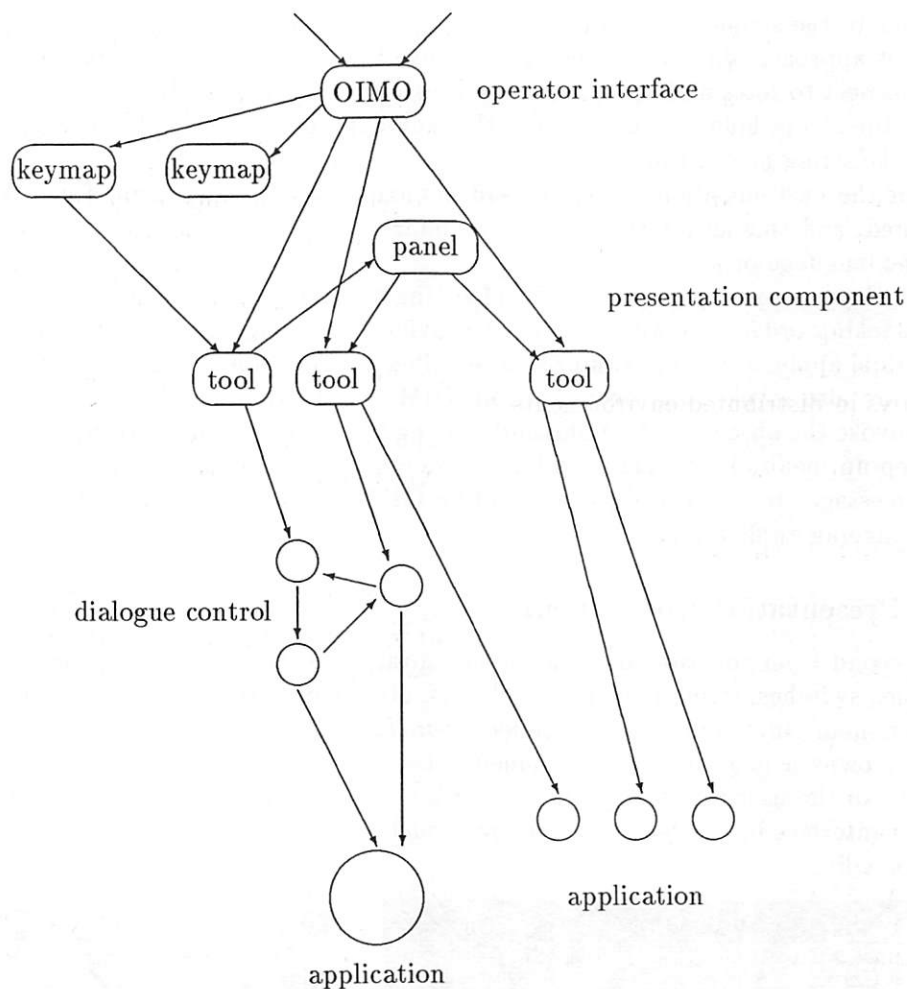 OIMO
operator interface
keymap
keymap
panel
presentation component
tool
tool
tool
dialogue control
application
application